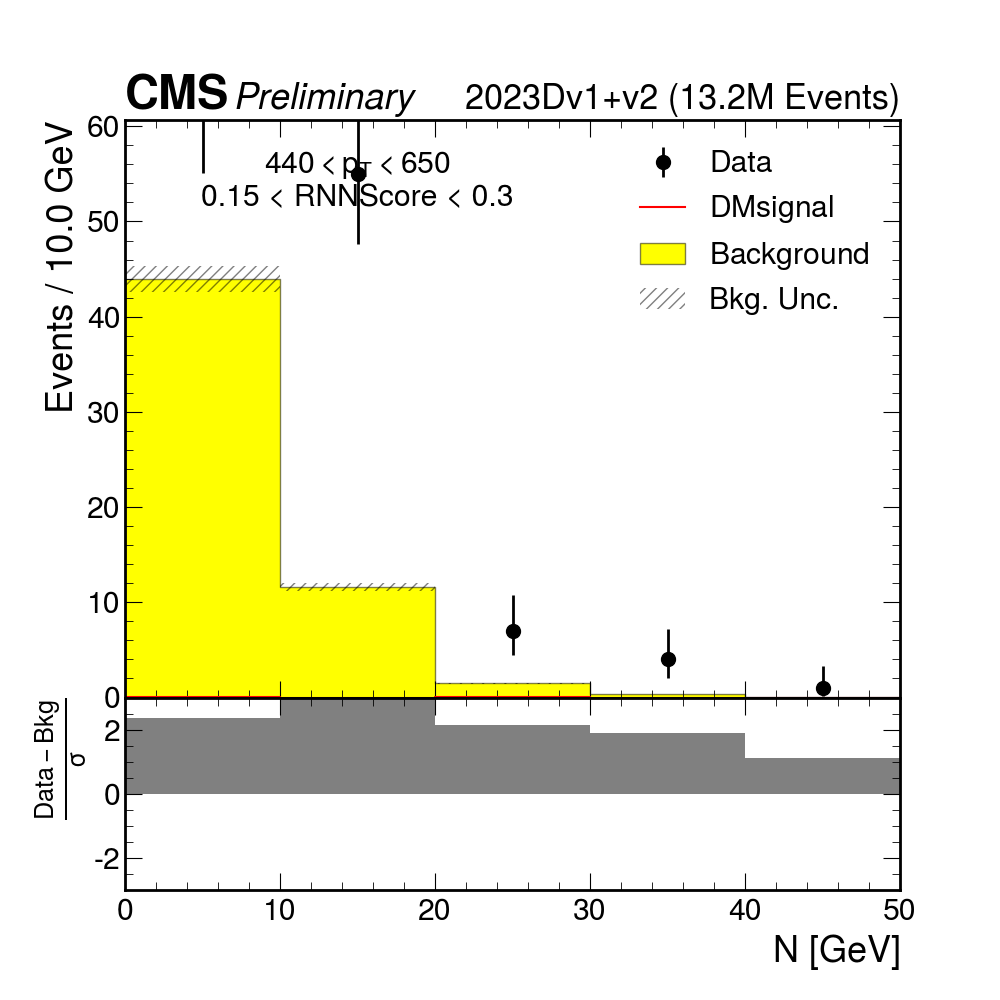 CMS Preliminary 2023Dv1+v2 (13.2M Events)
Events / 10.0 GeV
60
50
40
30
20
10
0
440 < pT < 650
0.15 < RNNScore < 0.3
Data
DMsignal
Background
Bkg. Unc.
Data − Bkg
σ
2
0
-2
0 10 20 30 40 50
N [GeV]